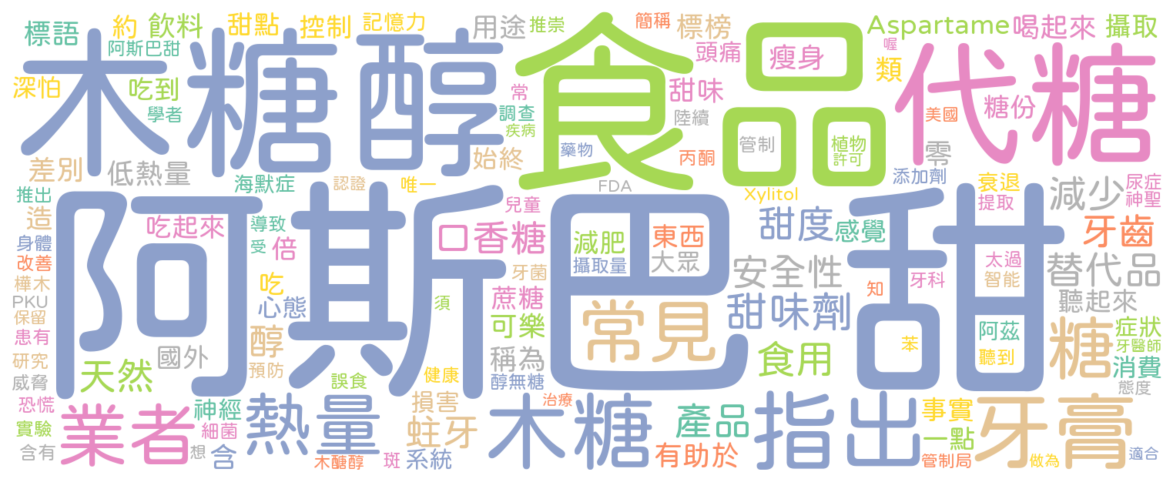 標語
約
飲料
甜點
控制
記憶力
用途
推崇
簡稱
標榜
Aspartame
喝起來
攝取
阿斯巴甜
木糖醇
食品
代糖
常
頭痛
瘦身
類
喔
深怕
吃到
學者
甜味
調查
疾病
陸續
管制
植物
許可
美國
糖份
差別
低熱量
始終
藥物
丙酮
零
添加劑
衰退
提取
減少
尿症
神聖
推出
海默症
認證
唯一
FDA
Xylitol
造
吃起來
導致
受
倍
兒童
口香糖
減肥
攝取量
東西
大眾
甜度
感覺
牙齒
身體
改善
樺木
PKU
保留
患有
阿斯巴甜
吃
心態
須
牙菌
蔗糖
可樂
安全性
甜味劑
知
牙科
太過
智能
替代品
聽起來
研究
威脅
天然
國外
醇
預防
誤食
健康
稱為
醇無糖
常見
食用
苯
阿茲
聽到
糖
症狀
牙醫師
消費
態度
恐慌
實驗
含有
業者
神經
細菌
想
含
熱量
木醣醇
斑
損害
蛀牙
系統
治療
木糖
產品
有助於
指出
事實
一點
管制局
牙膏
做為
適合